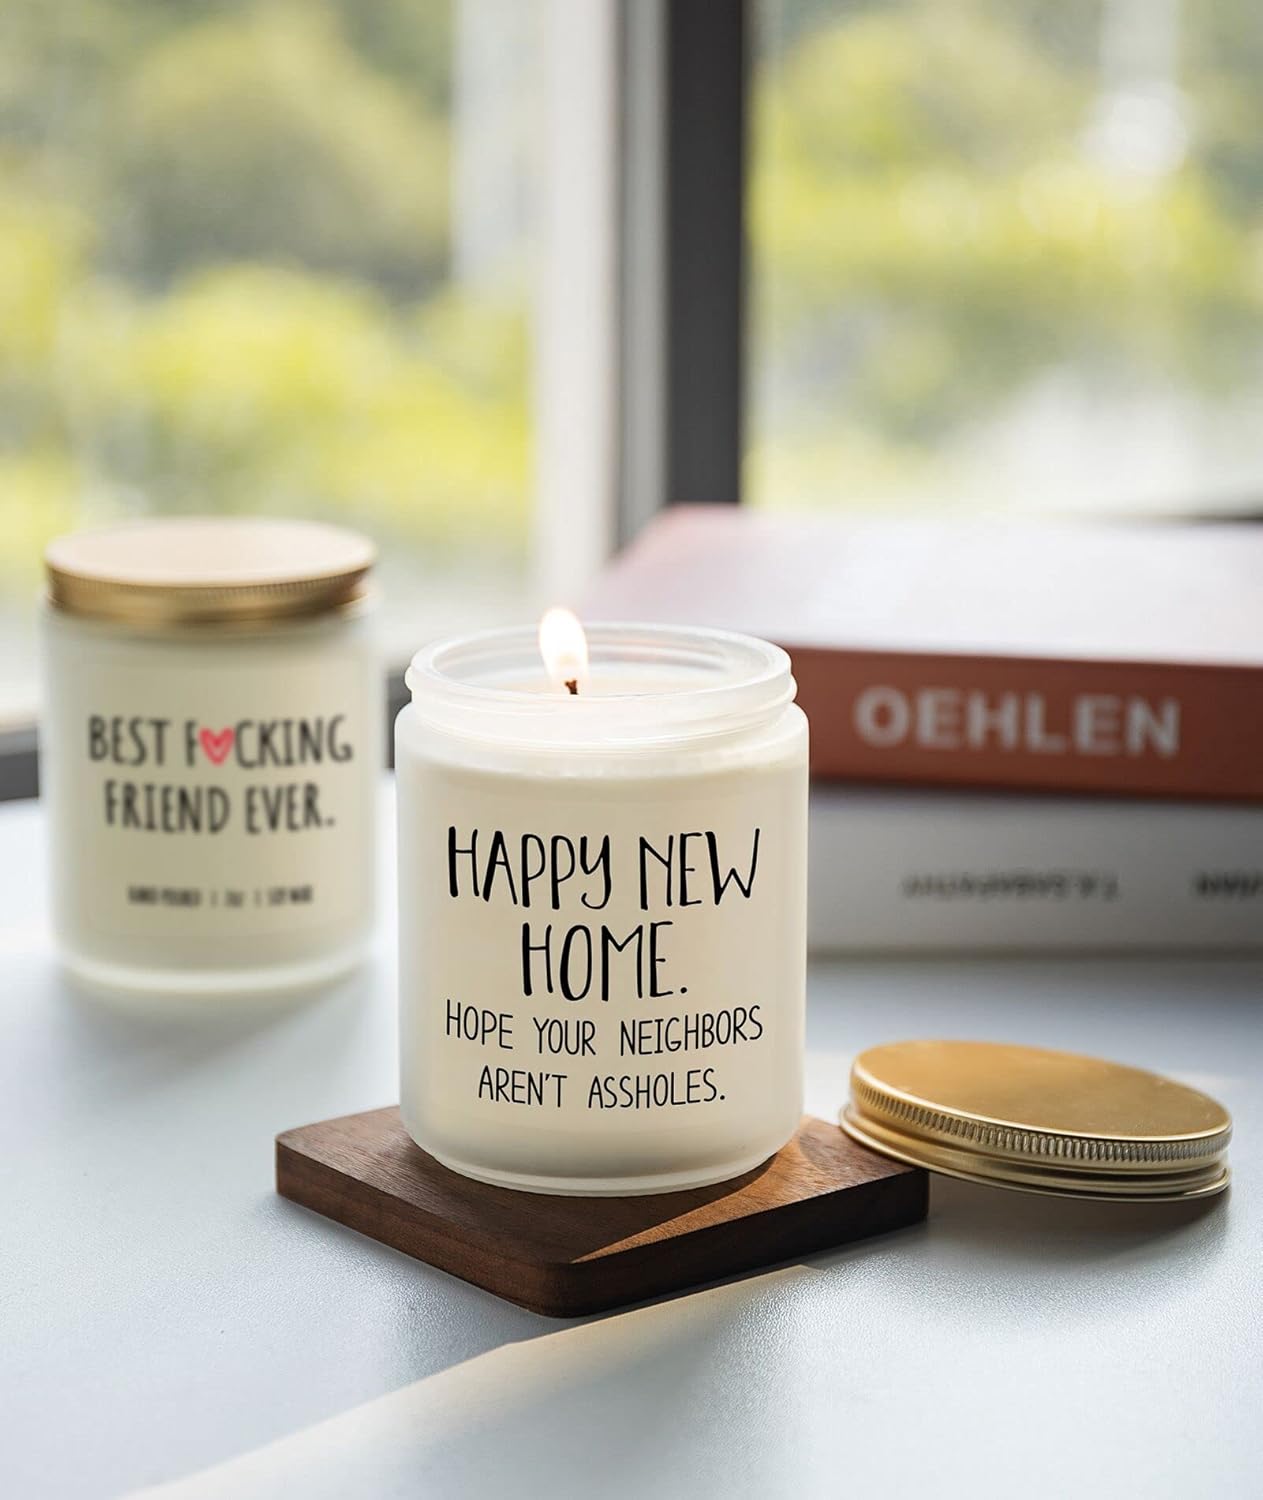 BEST F♥CKING
FRIEND EVER.
HAPPY NEW
HOME.
HOPE YOUR NEIGHBORS
AREN'T ASSHOLES.
OEHLEN